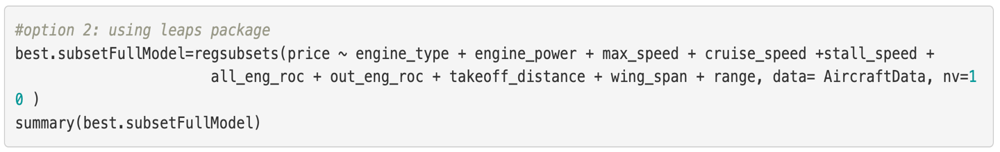 #option 2: using leaps package
best.subsetFullModel=regsubsets(price ~ engine_type + engine_power + max_speed + cruise_speed +stall_speed +
all_eng_roc + out_eng_roc + takeoff_distance + wing_span + range, data= AircraftData, nv=1
0 )
summary(best.subsetFullModel)